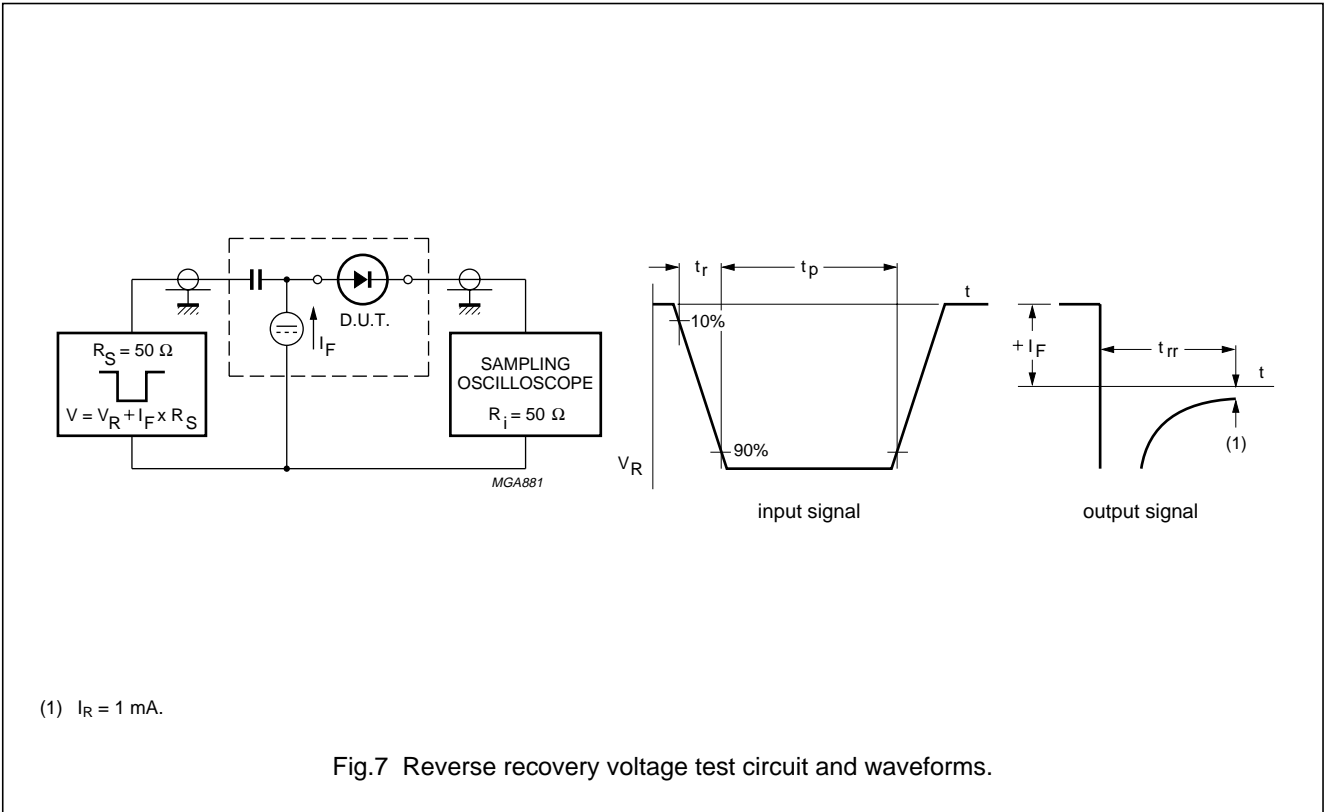 D.U.T.
I_F
R_S = 50 Ω
V = V_R + I_F x R_S
SAMPLING
OSCILLOSCOPE
R_i = 50 Ω
MGA881
t_r
t_p
t
10%
90%
V_R
input signal
+ I_F
t_rr
t
(1)
output signal
(1) I_R = 1 mA.
Fig.7 Reverse recovery voltage test circuit and waveforms.